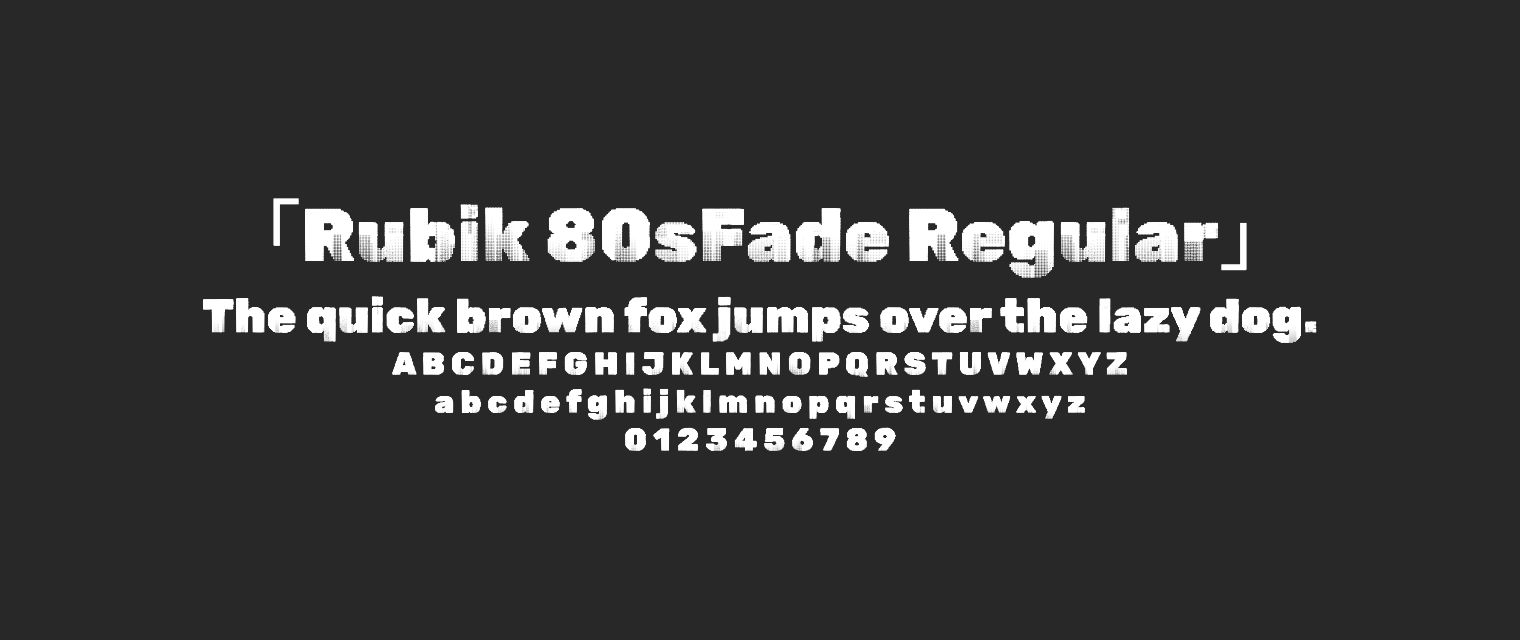 「Rubik 80sFade Regular」
The quick brown fox jumps over the lazy dog.
ABCDEFGHIJKLMNOPQRSTUVWXYZ
abcdefghijklmnopqrstuvwxyz
0123456789